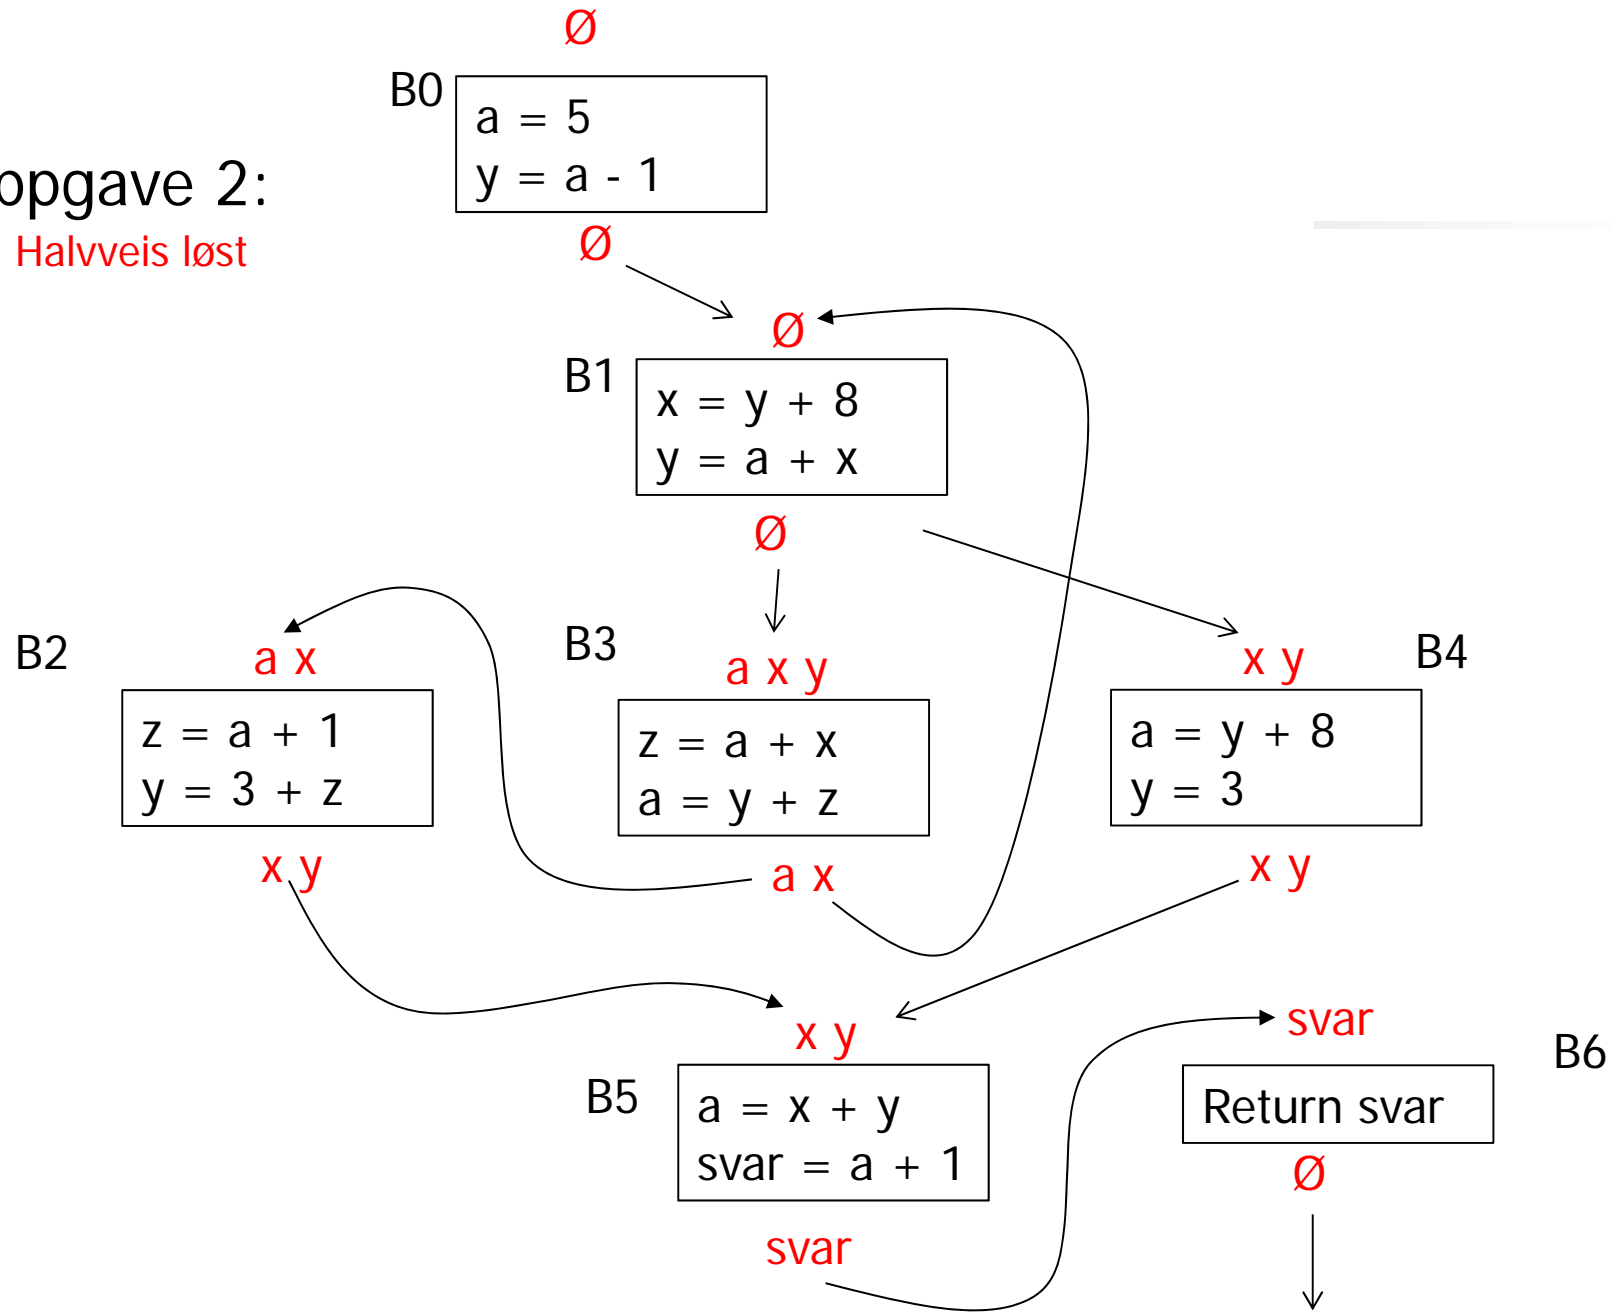 Ø
B0
a = 5
y = a - 1
ppgave 2:
Halvveis løst
Ø
Ø
B1
x = y + 8
y = a + x
Ø
B2
a x
z = a + 1
y = 3 + z
x y
B3
a x y
z = a + x
a = y + z
a x
x y
B4
a = y + 8
y = 3
x y
x y
B5
a = x + y
svar = a + 1
svar
svar
B6
Return svar
Ø